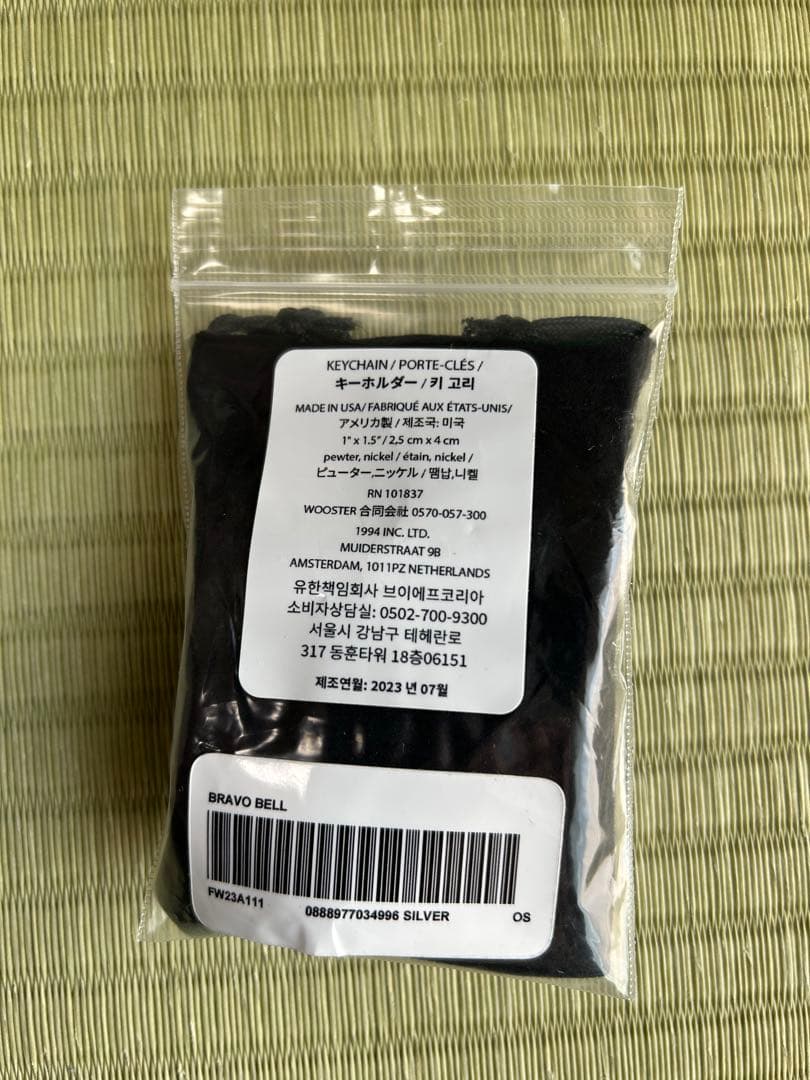 KEYCHAIN / PORTE-CLÉS /
キーホルダー / 키 고리
MADE IN USA/ FABRIQUÉ AUX ÉTATS-UNIS/
アメリカ製 / 제조국: 미국
1" x 1.5" / 2,5 cm x 4 cm
pewter, nickel / étain, nickel /
ピューター,ニッケル / 땜납,니켈
RN 101837
WOOSTER 合同会社 0570-057-300
1994 INC. LTD.
MUIDERSTRAAT 9B
AMSTERDAM, 1011PZ NETHERLANDS
유한책임회사 브이에프코리아
소비자상담실: 0502-700-9300
서울시 강남구 테헤란로
317 동훈타워 18층06151
제조연월: 2023 년 07월
BRAVO BELL
FW23A111
0888977034996 SILVER OS